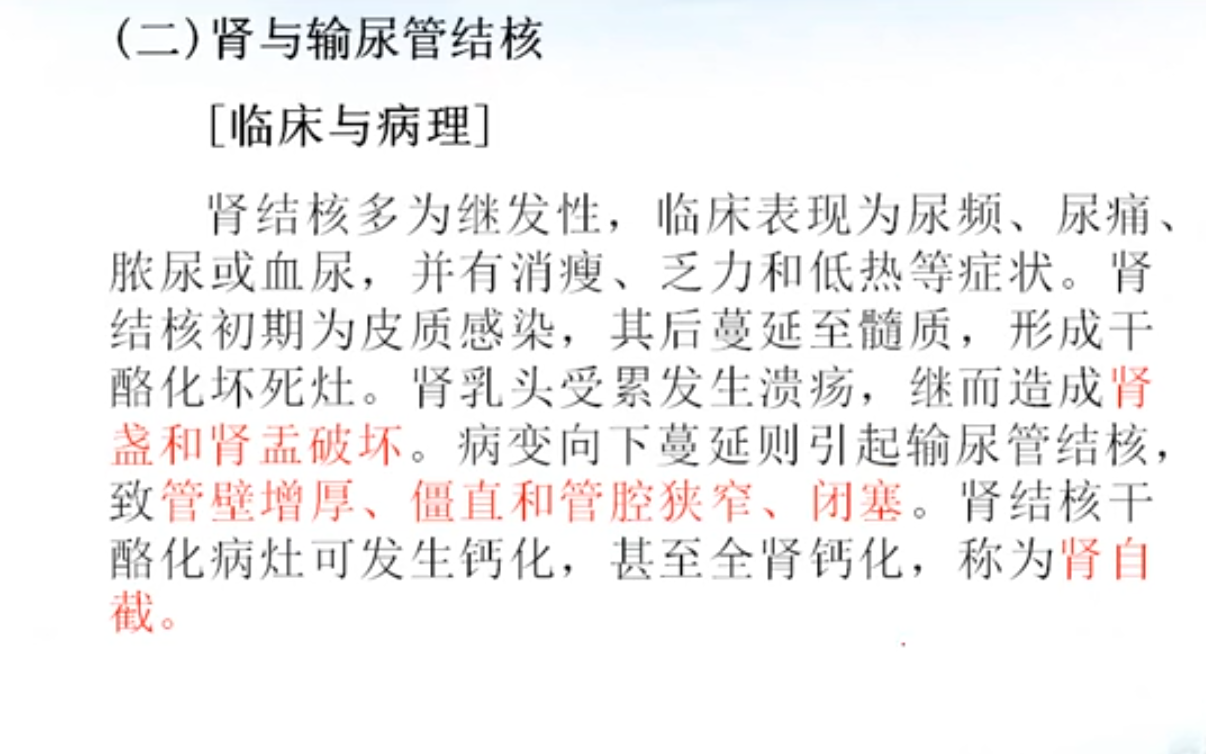 (二)肾与输尿管结核
[临床与病理]
肾结核多为继发性，临床表现为尿频、尿痛、
脓尿或血尿，并有消瘦、乏力和低热等症状。肾
结核初期为皮质感染，其后蔓延至髓质，形成干
酪化坏死灶。肾乳头受累发生溃疡，继而造成肾
盏和肾盂破坏。病变向下蔓延则引起输尿管结核，
致管壁增厚、僵直和管腔狭窄、闭塞。肾结核干
酪化病灶可发生钙化，甚至全肾钙化，称为肾自
截。